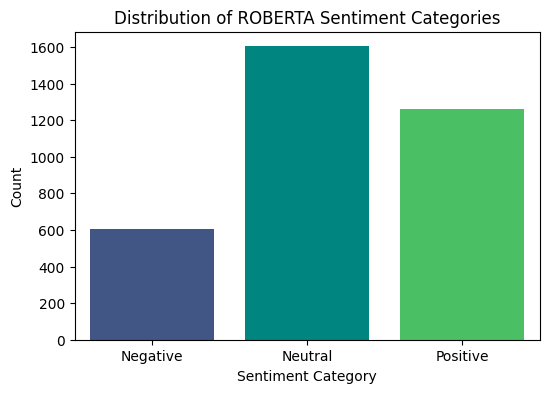 Distribution of ROBERTA Sentiment Categories
1600
1400
1200
1000
800
600
400
200
0
Count
Negative Neutral Positive
Sentiment Category